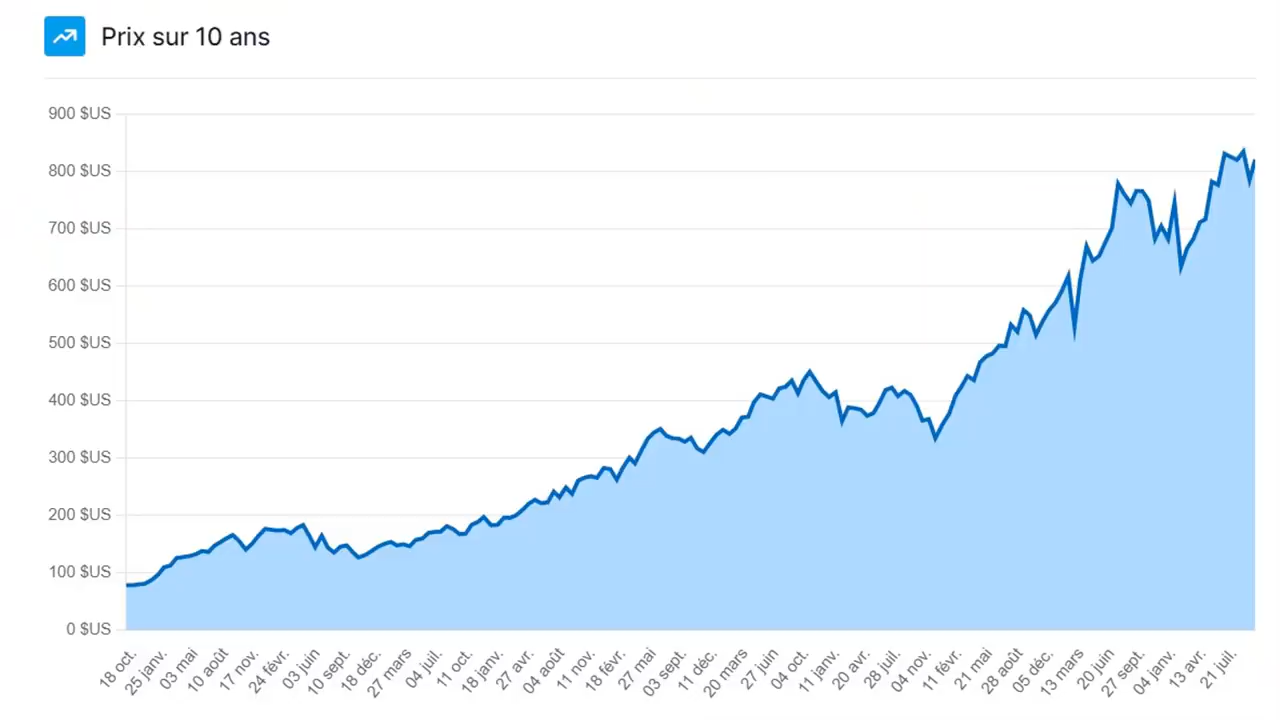 Prix sur 10 ans
900 $US
800 $US
700 $US
600 $US
500 $US
400 $US
300 $US
200 $US
100 $US
0 $US
18 oct.
25 janv.
03 mai
10 août
17 nov.
24 févr.
03 juin
10 sept.
18 déc.
27 mars
04 juil.
11 oct.
18 janv.
27 avr.
04 août
11 nov.
18 févr.
27 mai
03 sept.
11 déc.
20 mars
27 juin
04 oct.
11 janv.
20 avr.
28 juil.
04 nov.
11 févr.
21 mai
28 août
05 déc.
13 mars
20 juin
27 sept.
04 janv.
13 avr.
21 juil.